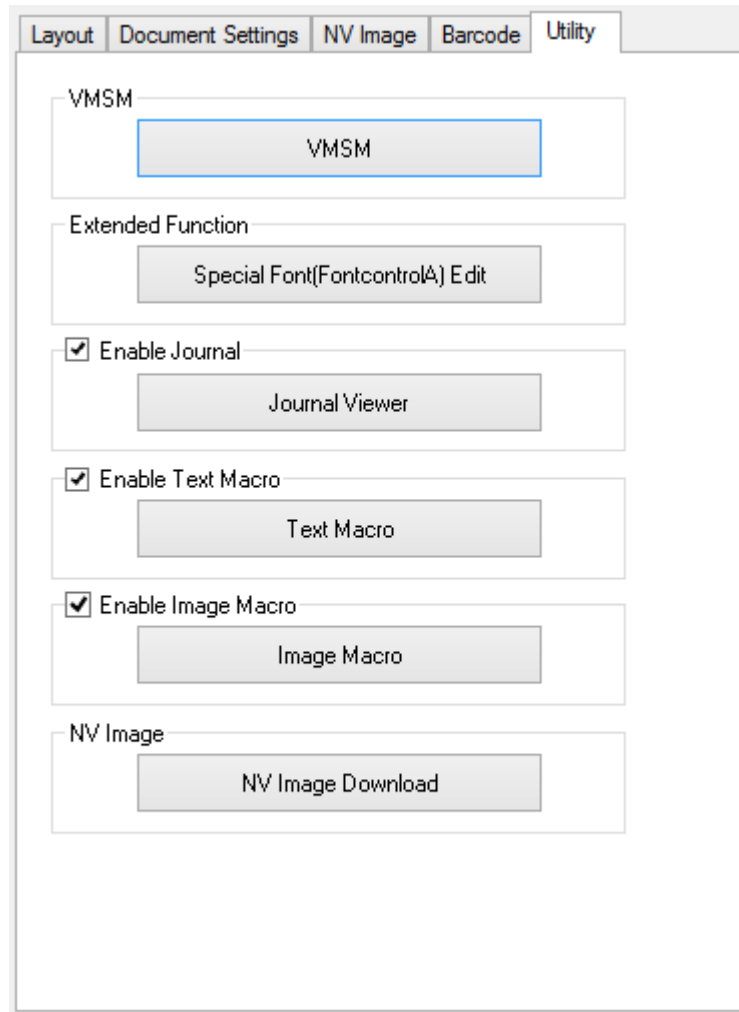 Layout Document Settings NV Image Barcode Utility
VMSM
VMSM
Extended Function
Special Font(FontcontrolA) Edit
Enable Journal
Journal Viewer
Enable Text Macro
Text Macro
Enable Image Macro
Image Macro
NV Image
NV Image Download